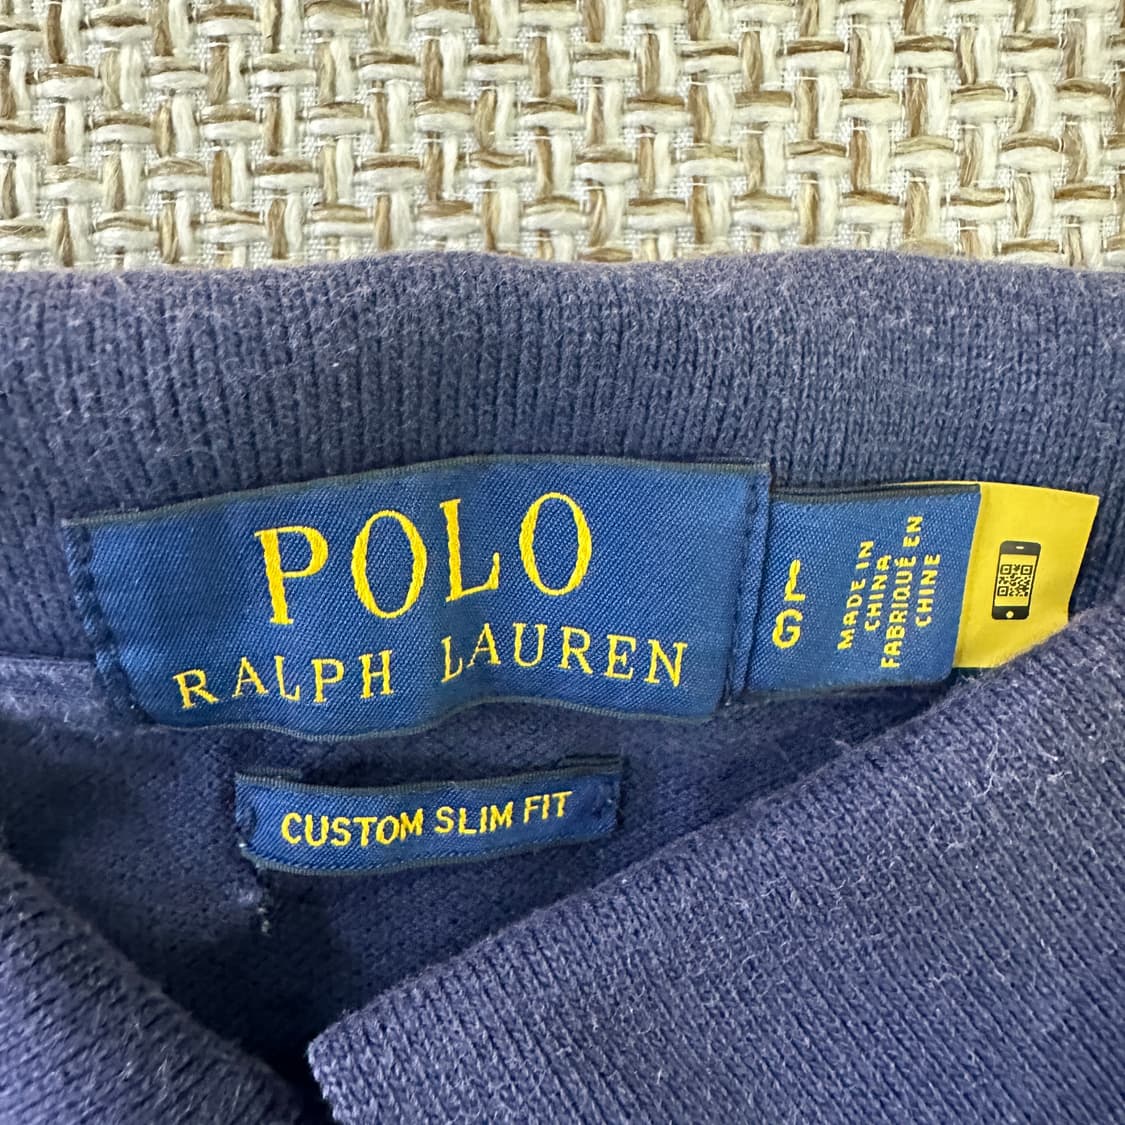 POLO
RALPH LAUREN
CUSTOM SLIM FIT
L
G
MADE IN
CHINA
FABRIQUÉ EN
CHINE